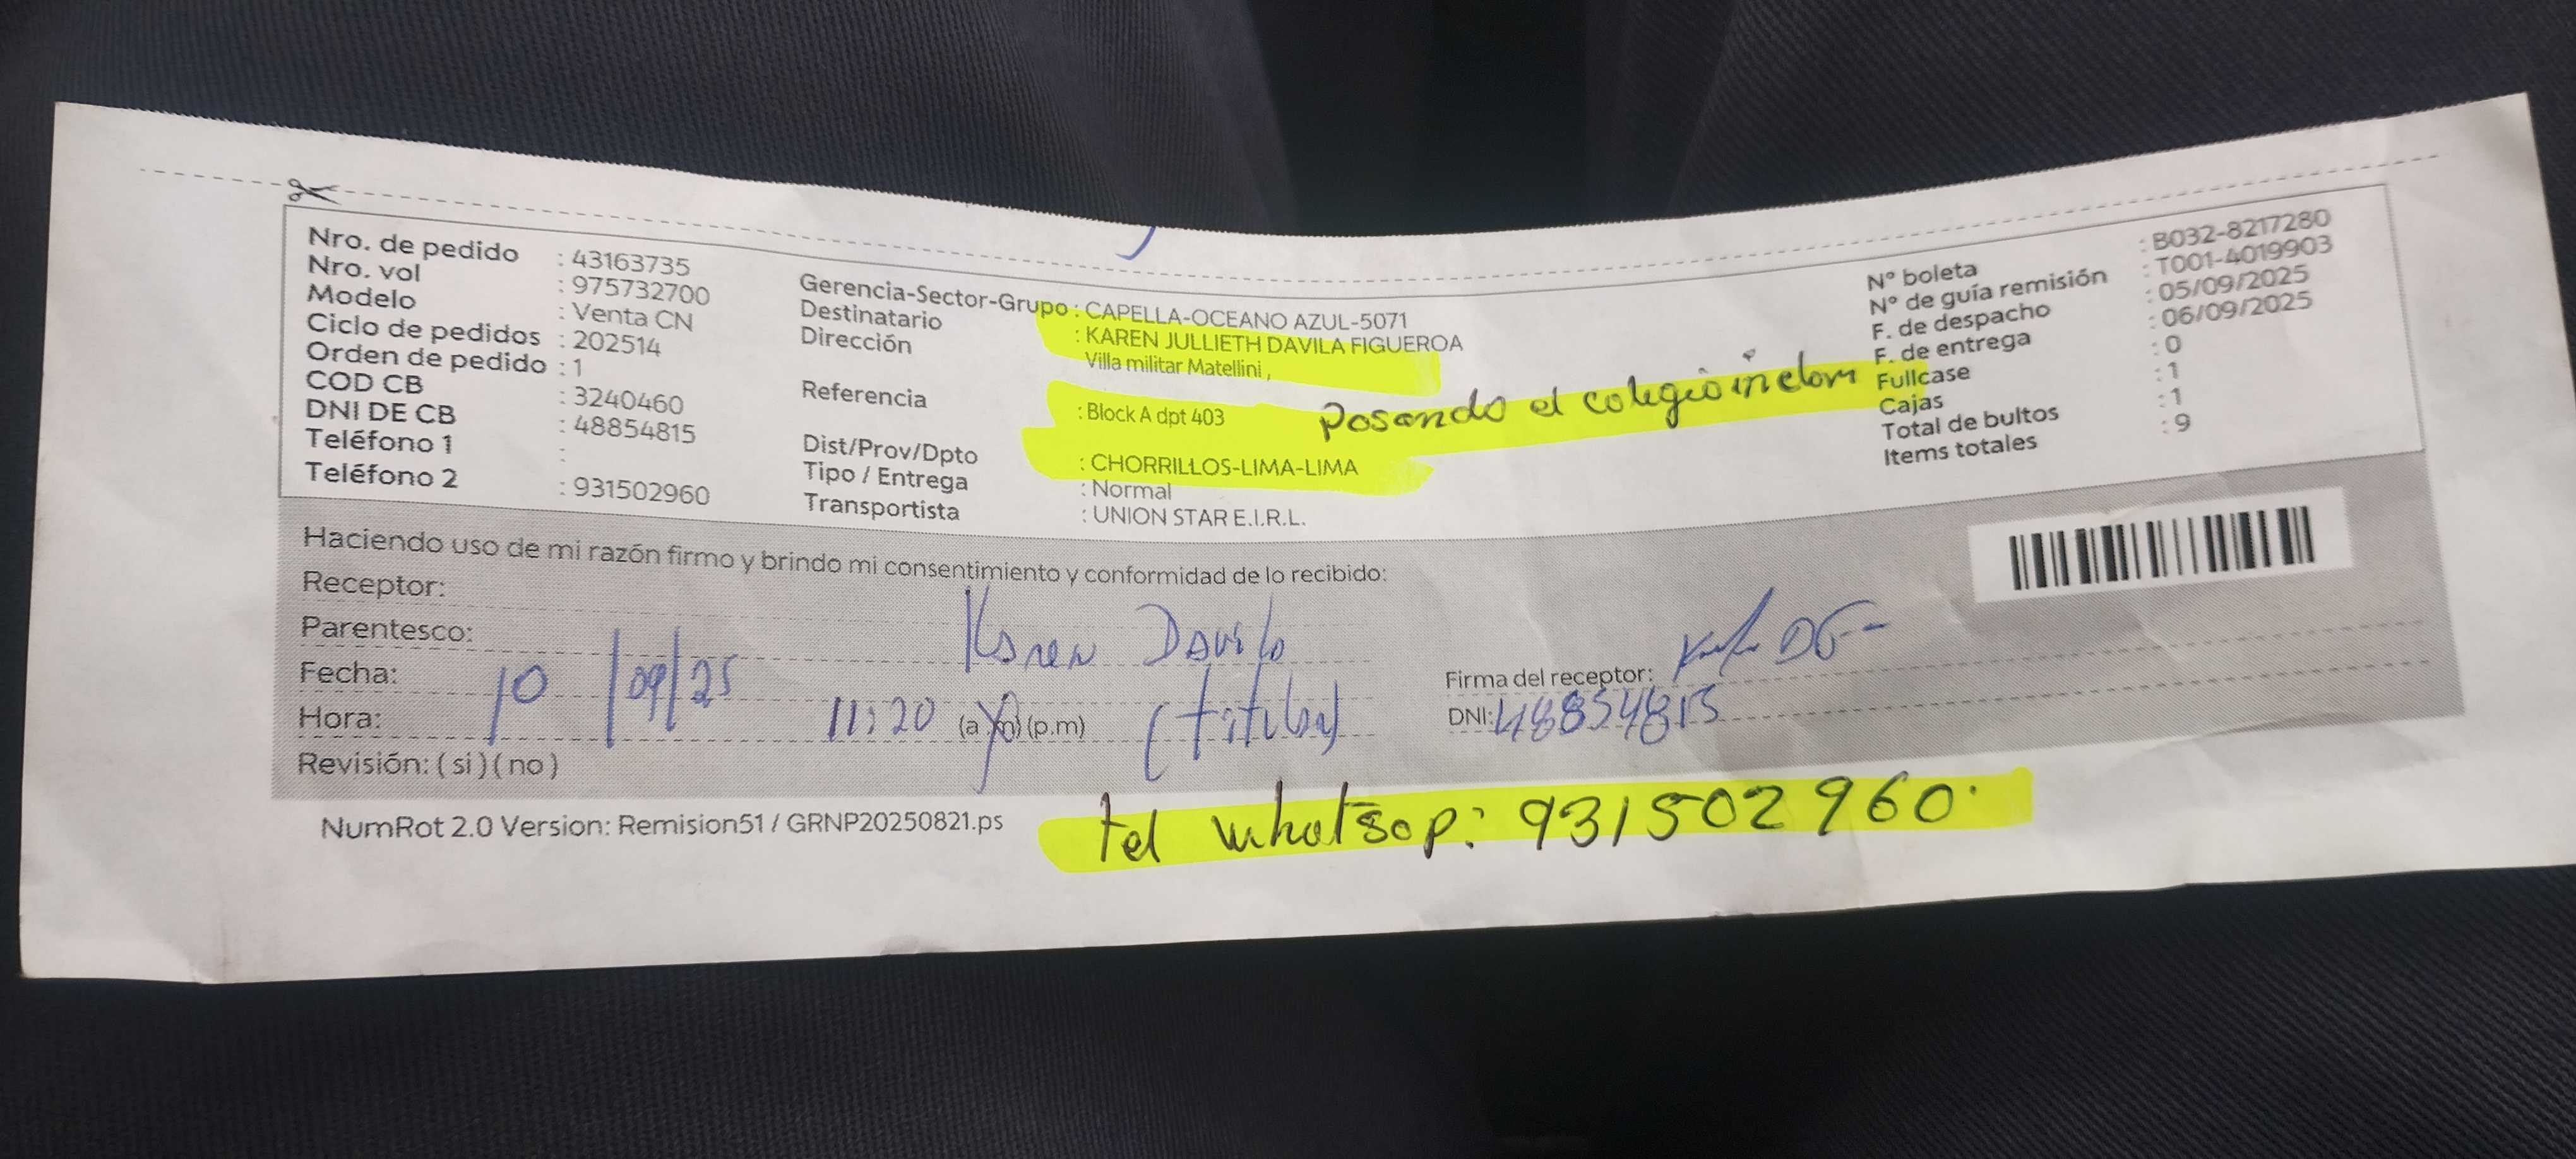 Nro. de pedido : 43163735
Nro. vol : 975732700
Modelo : Venta CN
Ciclo de pedidos : 202514
Orden de pedido : 1
COD CB : 3240460
DNI DE CB : 48854815
Teléfono 1 :
Teléfono 2 : 931502960
Gerencia-Sector-Grupo : CAPELLA-OCEANO AZUL-5071
Destinatario : KAREN JULLIETH DAVILA FIGUEROA
Dirección Villa militar Matellini ,
Referencia : Block A dpt 403
posando el colegio
Dist/Prov/Dpto : CHORRILLOS-LIMA-LIMA
Tipo / Entrega : Normal
Transportista : UNION STAR E.I.R.L.
N° boleta : B032-8217280
N° de guía remisión : T001-4019903
F. de despacho : 05/09/2025
F. de entrega : 06/09/2025
Fullcase : 0
Cajas : 1
Total de bultos : 1
Items totales : 9
Haciendo uso de mi razón firmo y brindo mi consentimiento y conformidad de lo recibido:
Receptor:
Parentesco: Karen Davila
Fecha: 10/09/25
Hora: 11:20 (a.m) (p.m) (titular)
Revisión: ( si ) ( no )
Firma del receptor:
DNI: 48854815
NumRot 2.0 Version: Remision51 / GRNP20250821.ps
tel whatsap: 931502960.